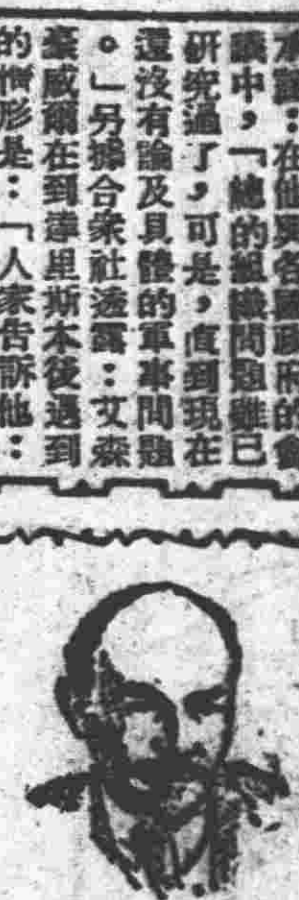 承認：在他與各國政府的會
議中，「總的組織問題雖已
研究過了，可是，直到現在
還沒有論及具體的軍事問題
。」另據合衆社透露：艾森
豪威爾在到達里斯本後遇到
的情形是：「人家告訴他：